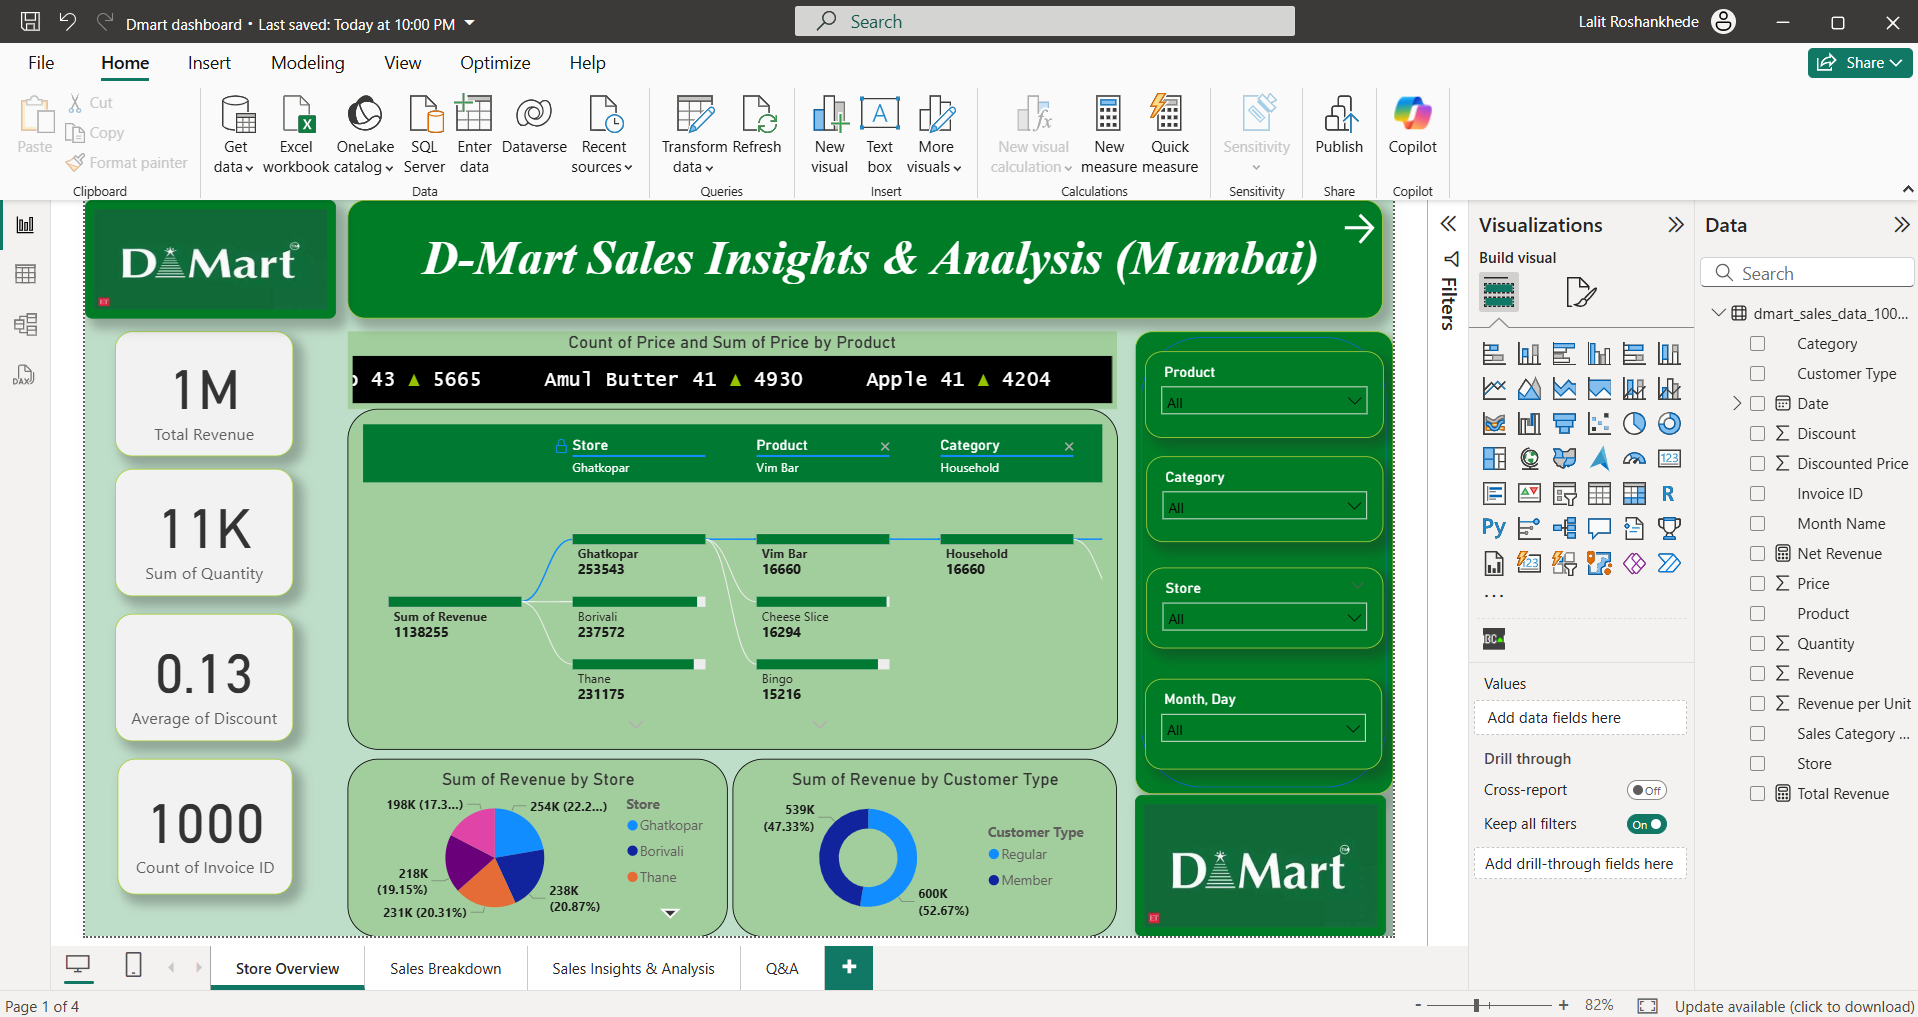 Dmart dashboard • Last saved: Today at 10:00 PM
Search
Lalit Roshankhede
File
Home
Insert
Modeling
View
Optimize
Help
Share
Paste
Cut
Copy
Format painter
Clipboard
Get data
Excel workbook
OneLake catalog
SQL Server
Enter data
Dataverse
Recent sources
Data
Transform data
Refresh
Queries
New visual
Text box
More visuals
Insert
New visual calculation
New measure
Quick measure
Calculations
Sensitivity
Sensitivity
Publish
Share
Copilot
Copilot
D Mart
TM
ET
D-Mart Sales Insights & Analysis (Mumbai)
1M
Total Revenue
11K
Sum of Quantity
0.13
Average of Discount
1000
Count of Invoice ID
Count of Price and Sum of Price by Product
43 ▲ 5665
Amul Butter 41 ▲ 4930
Apple 41 ▲ 4204
Store
Ghatkopar
Product
Vim Bar
Category
Household
Sum of Revenue
1138255
Ghatkopar
253543
Borivali
237572
Thane
231175
Vim Bar
16660
Cheese Slice
16294
Bingo
15216
Household
16660
Product
All
Category
All
Store
All
Month, Day
All
Sum of Revenue by Store
198K (17.3...)
254K (22.2...)
218K
(19.15%)
231K (20.31%)
238K
(20.87%)
Store
Ghatkopar
Borivali
Thane
Sum of Revenue by Customer Type
539K
(47.33%)
600K
(52.67%)
Customer Type
Regular
Member
D Mart
TM
ET
Filters
Visualizations
Build visual
123
R
Py
123
...
BC
Values
Add data fields here
Drill through
Cross-report
Off
Keep all filters
On
Add drill-through fields here
Data
Search
dmart_sales_data_100...
Category
Customer Type
Date
Discount
Discounted Price
Invoice ID
Month Name
Net Revenue
Price
Product
Quantity
Revenue
Revenue per Unit
Sales Category ...
Store
Total Revenue
DAX
Store Overview
Sales Breakdown
Sales Insights & Analysis
Q&A
+
Page 1 of 4
- + 82%
Update available (click to download)